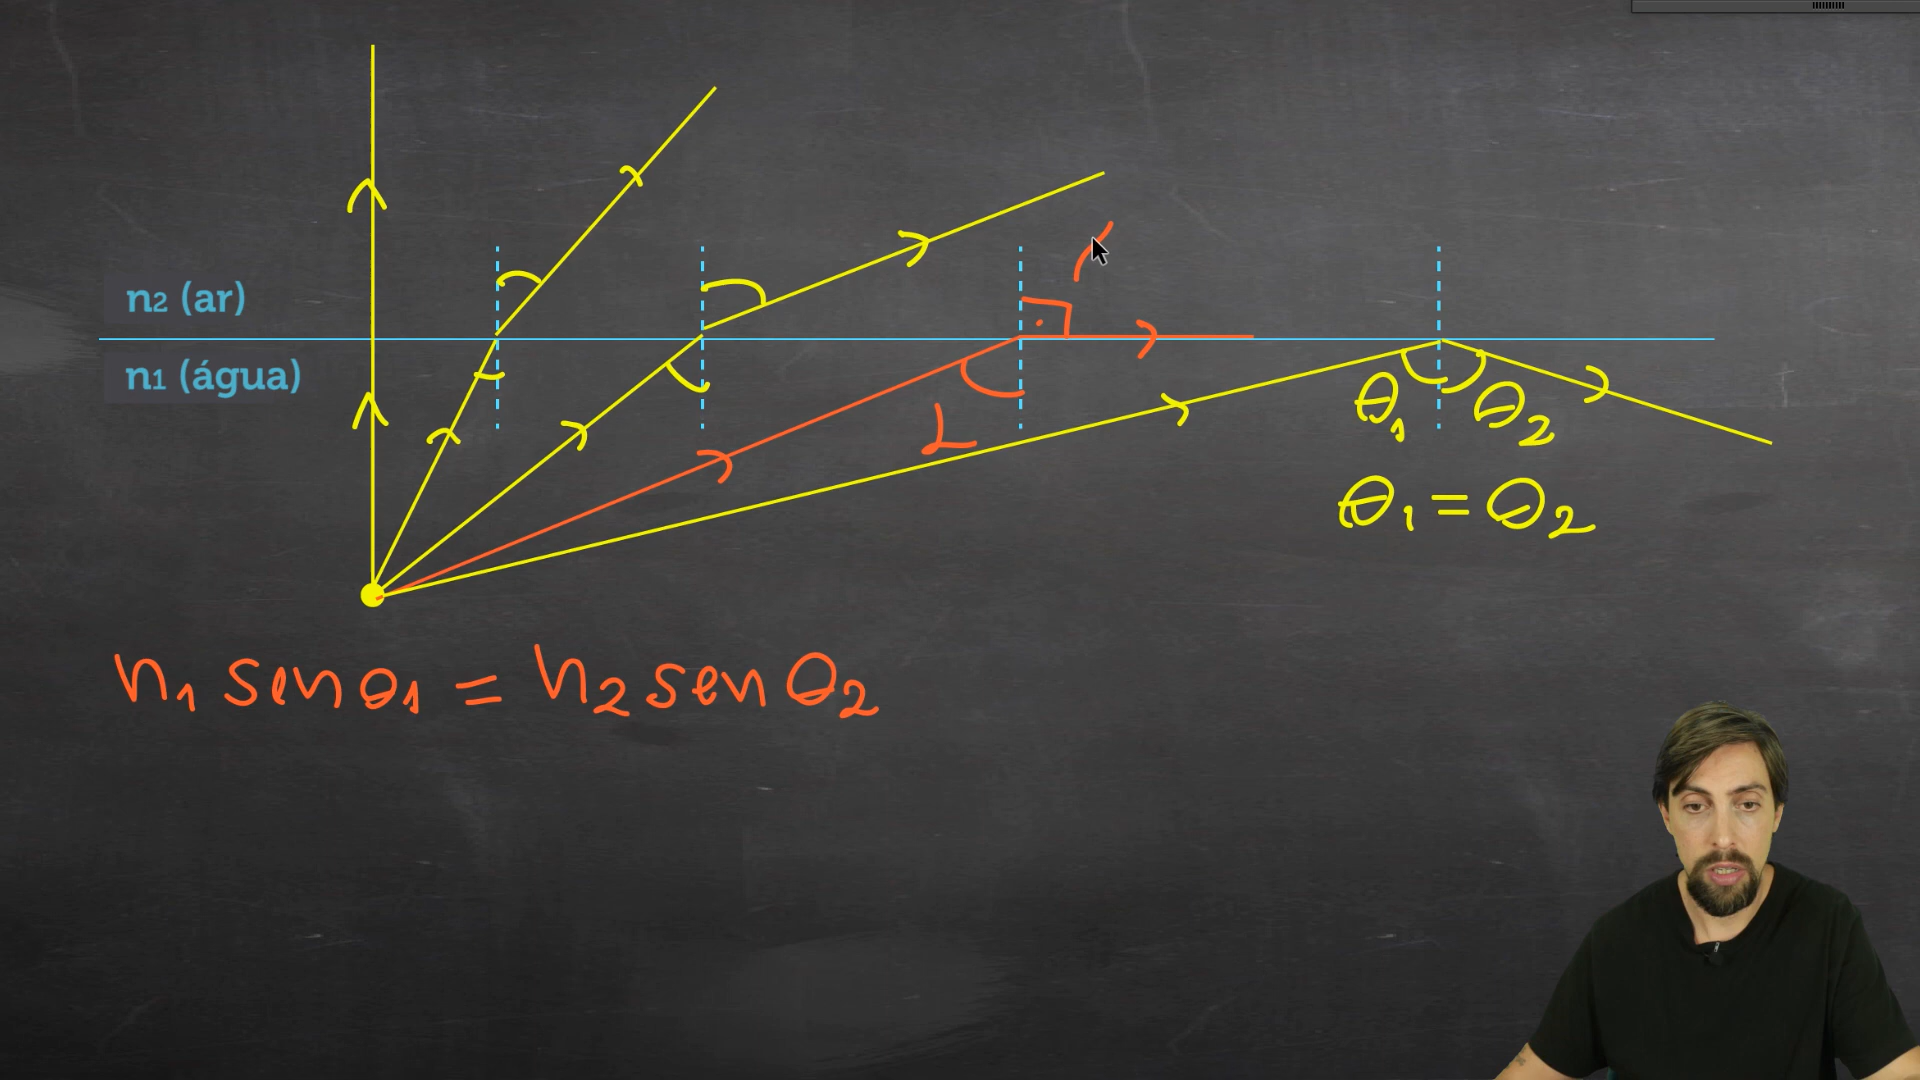 n2 (ar)
n1 (água)
L
θ1 θ2
θ1 = θ2
n1 sen θ1 = n2 sen θ2